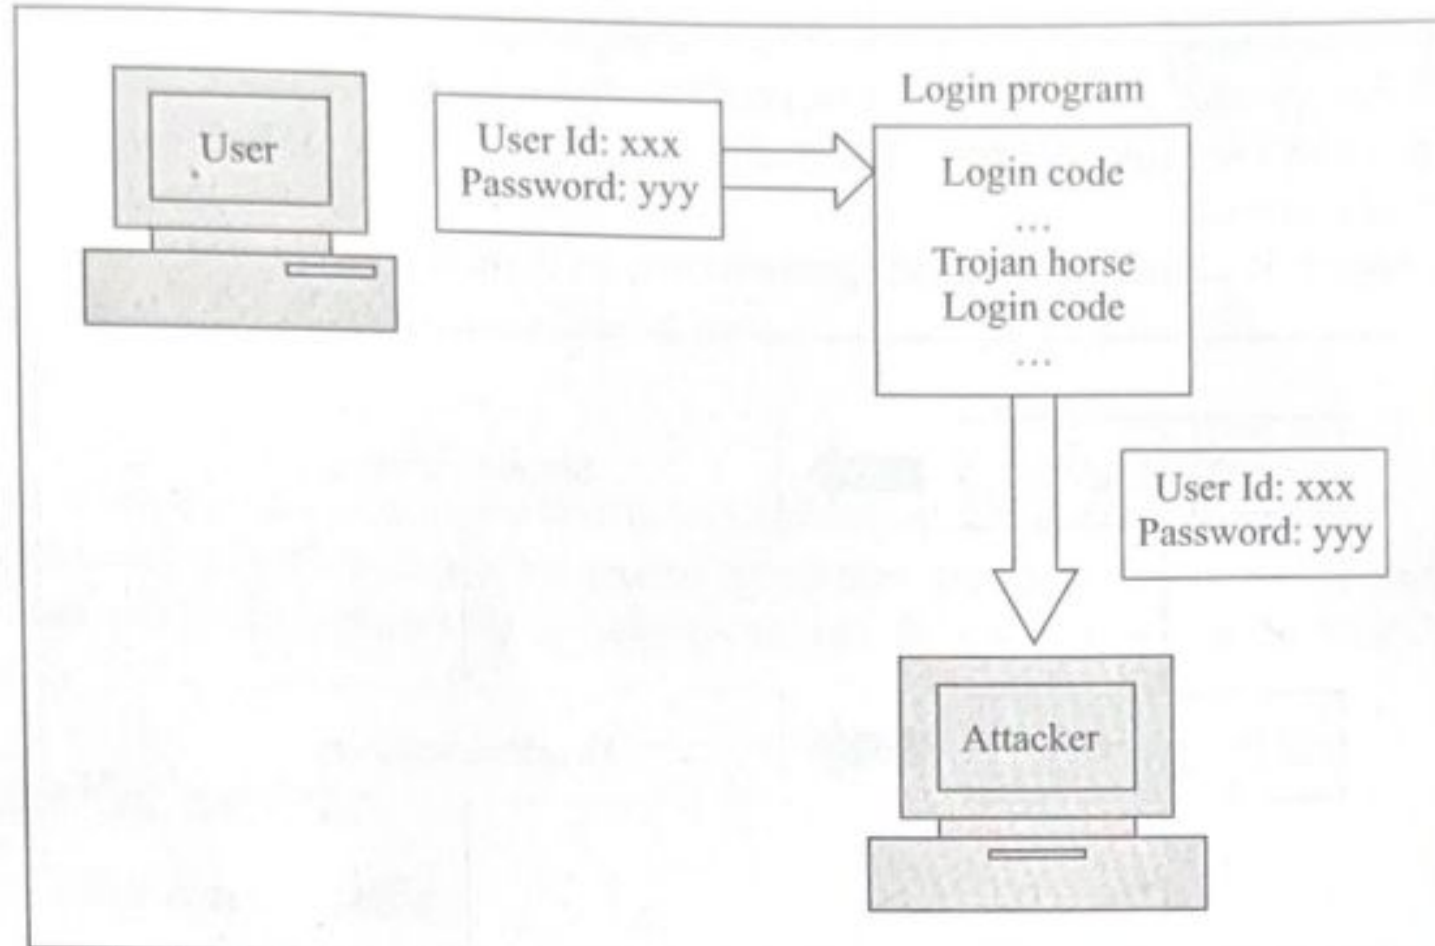 User
User Id: xxx
Password: yyy
Login program
Login code
...
Trojan horse
Login code
...
User Id: xxx
Password: yyy
Attacker